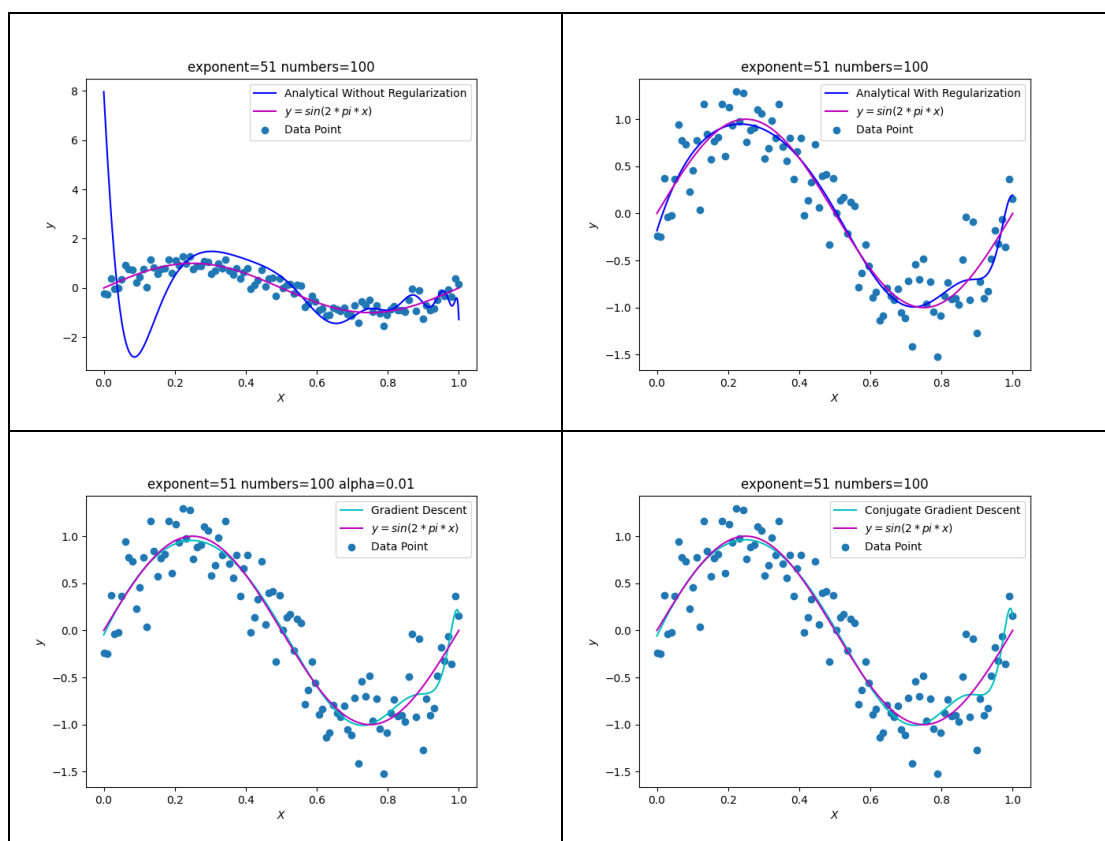 exponent=51 numbers=100
Analytical Without Regularization
y = sin(2 * pi * x)
Data Point
8
6
4
2
0
−2
y
0.0 0.2 0.4 0.6 0.8 1.0
X
exponent=51 numbers=100
Analytical With Regularization
y = sin(2 * pi * x)
Data Point
1.0
0.5
0.0
−0.5
−1.0
−1.5
y
0.0 0.2 0.4 0.6 0.8 1.0
X
exponent=51 numbers=100 alpha=0.01
Gradient Descent
y = sin(2 * pi * x)
Data Point
1.0
0.5
0.0
−0.5
−1.0
−1.5
y
0.0 0.2 0.4 0.6 0.8 1.0
X
exponent=51 numbers=100
Conjugate Gradient Descent
y = sin(2 * pi * x)
Data Point
1.0
0.5
0.0
−0.5
−1.0
−1.5
y
0.0 0.2 0.4 0.6 0.8 1.0
X